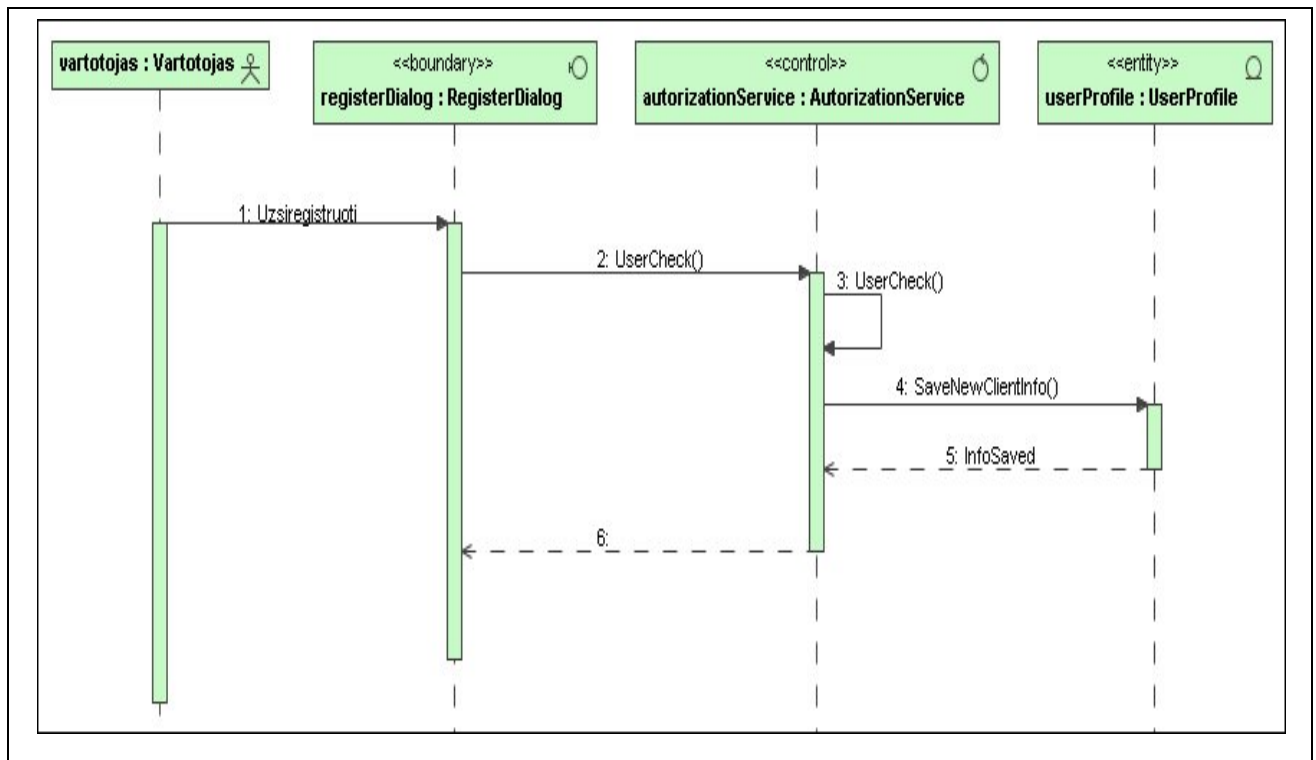 vartotojas : Vartotojas
<<boundary>>
registerDialog : RegisterDialog
<<control>>
autorizationService : AutorizationService
<<entity>>
userProfile : UserProfile
1: Uzsiregistruoti
2: UserCheck()
3: UserCheck()
4: SaveNewClientInfo()
5: InfoSaved
6: